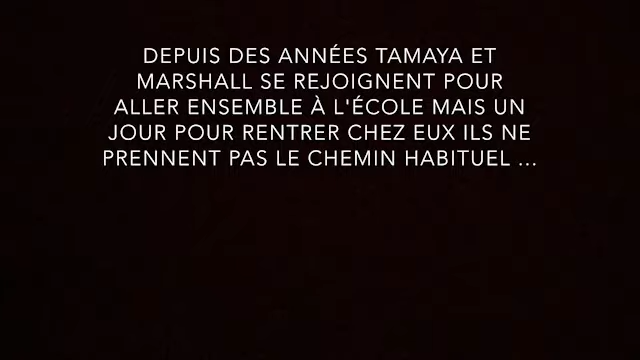 DEPUIS DES ANNÉES TAMAYA ET
MARSHALL SE REJOIGNENT POUR
ALLER ENSEMBLE À L'ÉCOLE MAIS UN
JOUR POUR RENTRER CHEZ EUX ILS NE
PRENNENT PAS LE CHEMIN HABITUEL ...